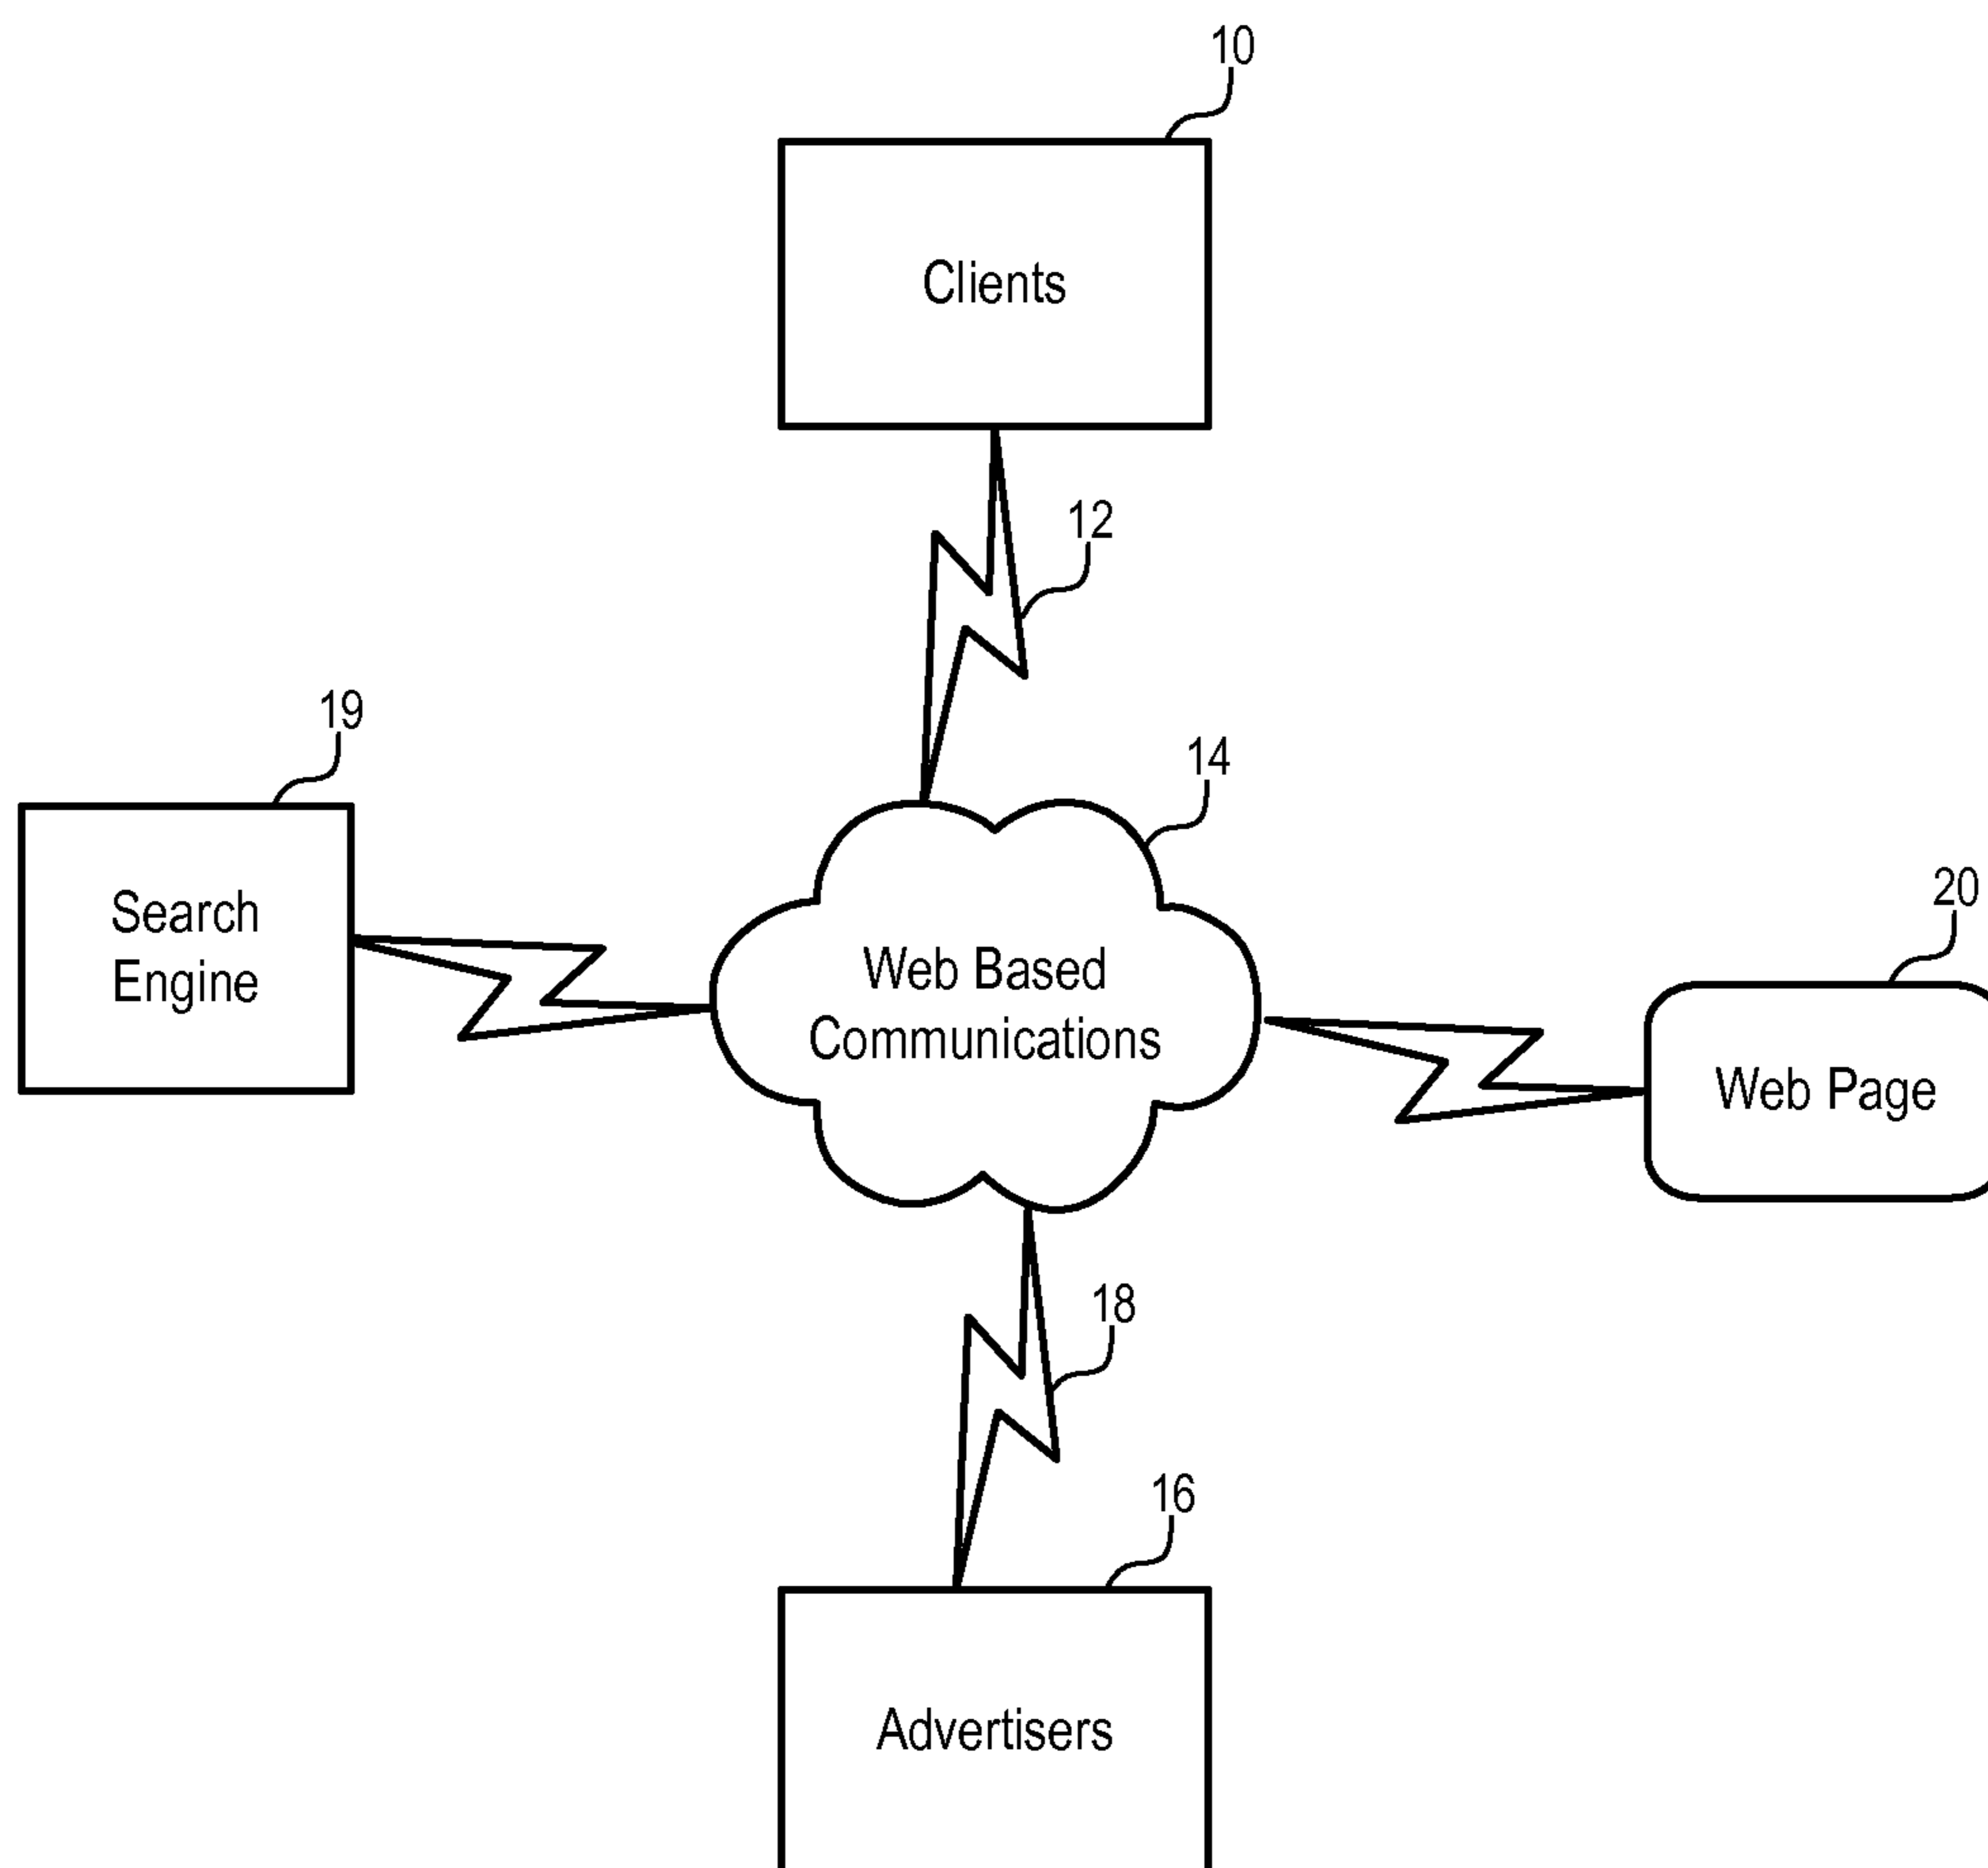 10
Clients
12
19
14
Search
Engine
20
Web Based
Communications
Web Page
18
16
Advertisers